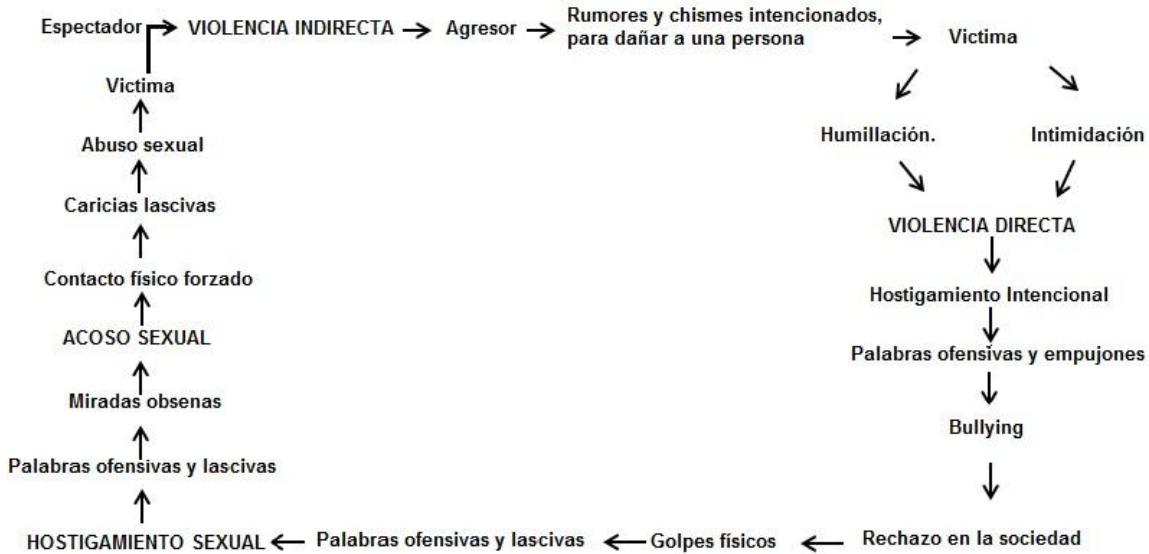 Espectador
VIOLENCIA INDIRECTA
Agresor
Rumores y chismes intencionados,
para dañar a una persona
Victima
Humillación.
Intimidación
VIOLENCIA DIRECTA
Hostigamiento Intencional
Palabras ofensivas y empujones
Bullying
Rechazo en la sociedad
Golpes físicos
Palabras ofensivas y lascivas
HOSTIGAMIENTO SEXUAL
Palabras ofensivas y lascivas
Miradas obsenas
ACOSO SEXUAL
Contacto físico forzado
Caricias lascivas
Abuso sexual
Victima